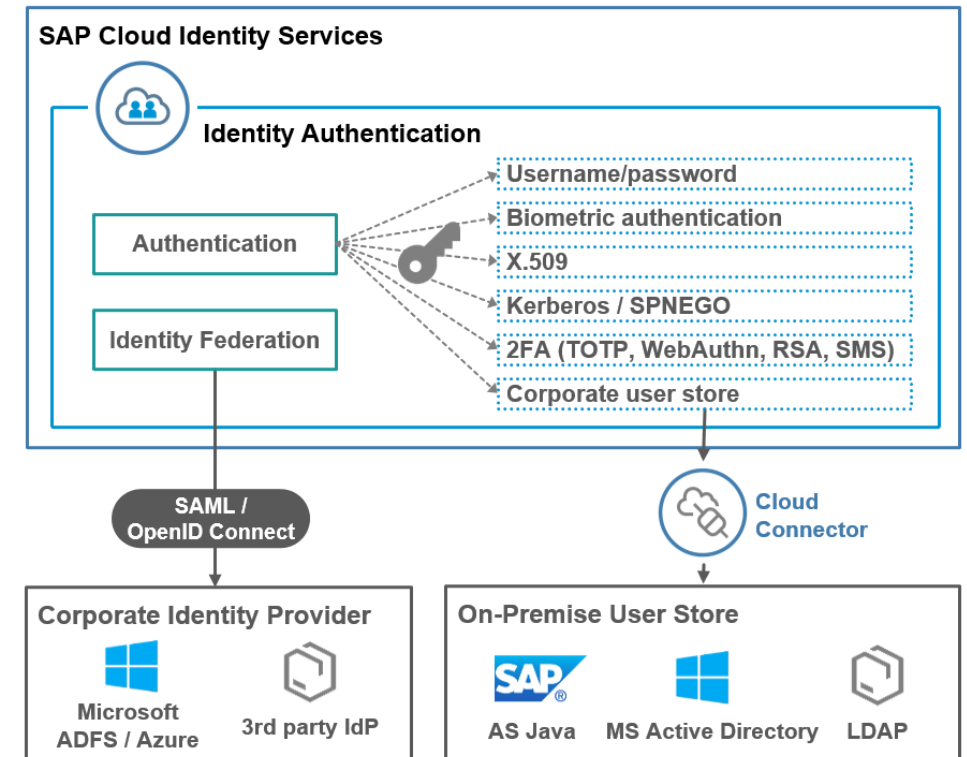 SAP Cloud Identity Services
Identity Authentication
Authentication
Identity Federation
Username/password
Biometric authentication
X.509
Kerberos / SPNEGO
2FA (TOTP, WebAuthn, RSA, SMS)
Corporate user store
SAML /
OpenID Connect
Cloud
Connector
Corporate Identity Provider
Microsoft
ADFS / Azure
3rd party IdP
On-Premise User Store
SAP®
AS Java
MS Active Directory
LDAP